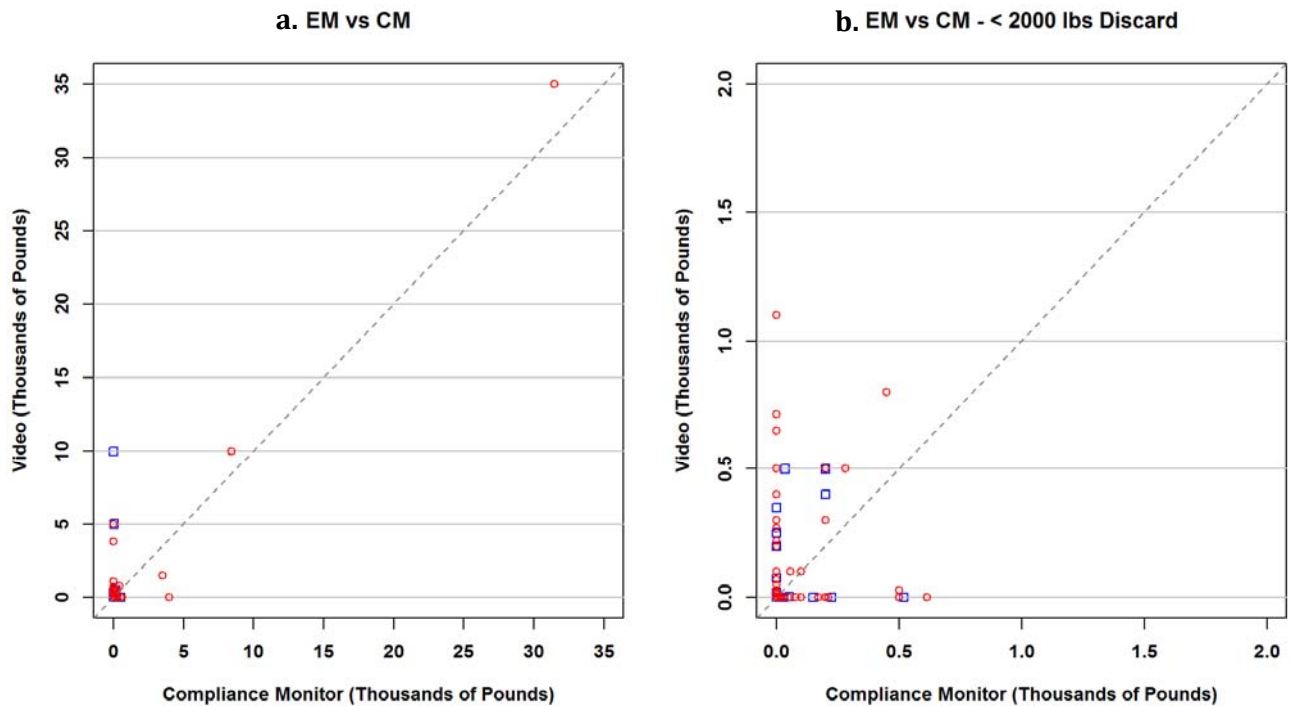 a. EM vs CM
35
30
25
20
15
10
5
0
Video (Thousands of Pounds)
0 5 10 15 20 25 30 35
Compliance Monitor (Thousands of Pounds)
b. EM vs CM - < 2000 lbs Discard
2.0
1.5
1.0
0.5
0.0
Video (Thousands of Pounds)
0.0 0.5 1.0 1.5 2.0
Compliance Monitor (Thousands of Pounds)